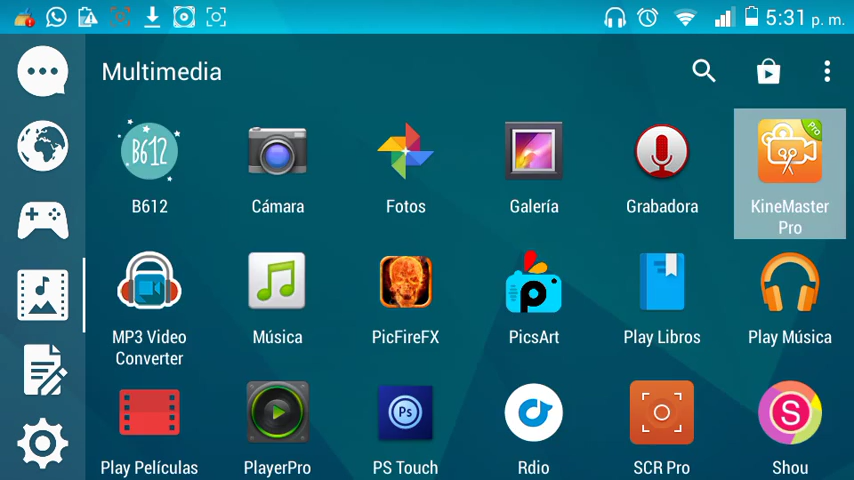 5:31 p. m.
Multimedia
B612
B612
Cámara
Fotos
Galería
Grabadora
Pro
KineMaster
Pro
MP3 Video
Converter
Música
PicFireFX
p
PicsArt
Play Libros
Play Música
Play Películas
PlayerPro
Ps
PS Touch
Rdio
SCR Pro
S
Shou